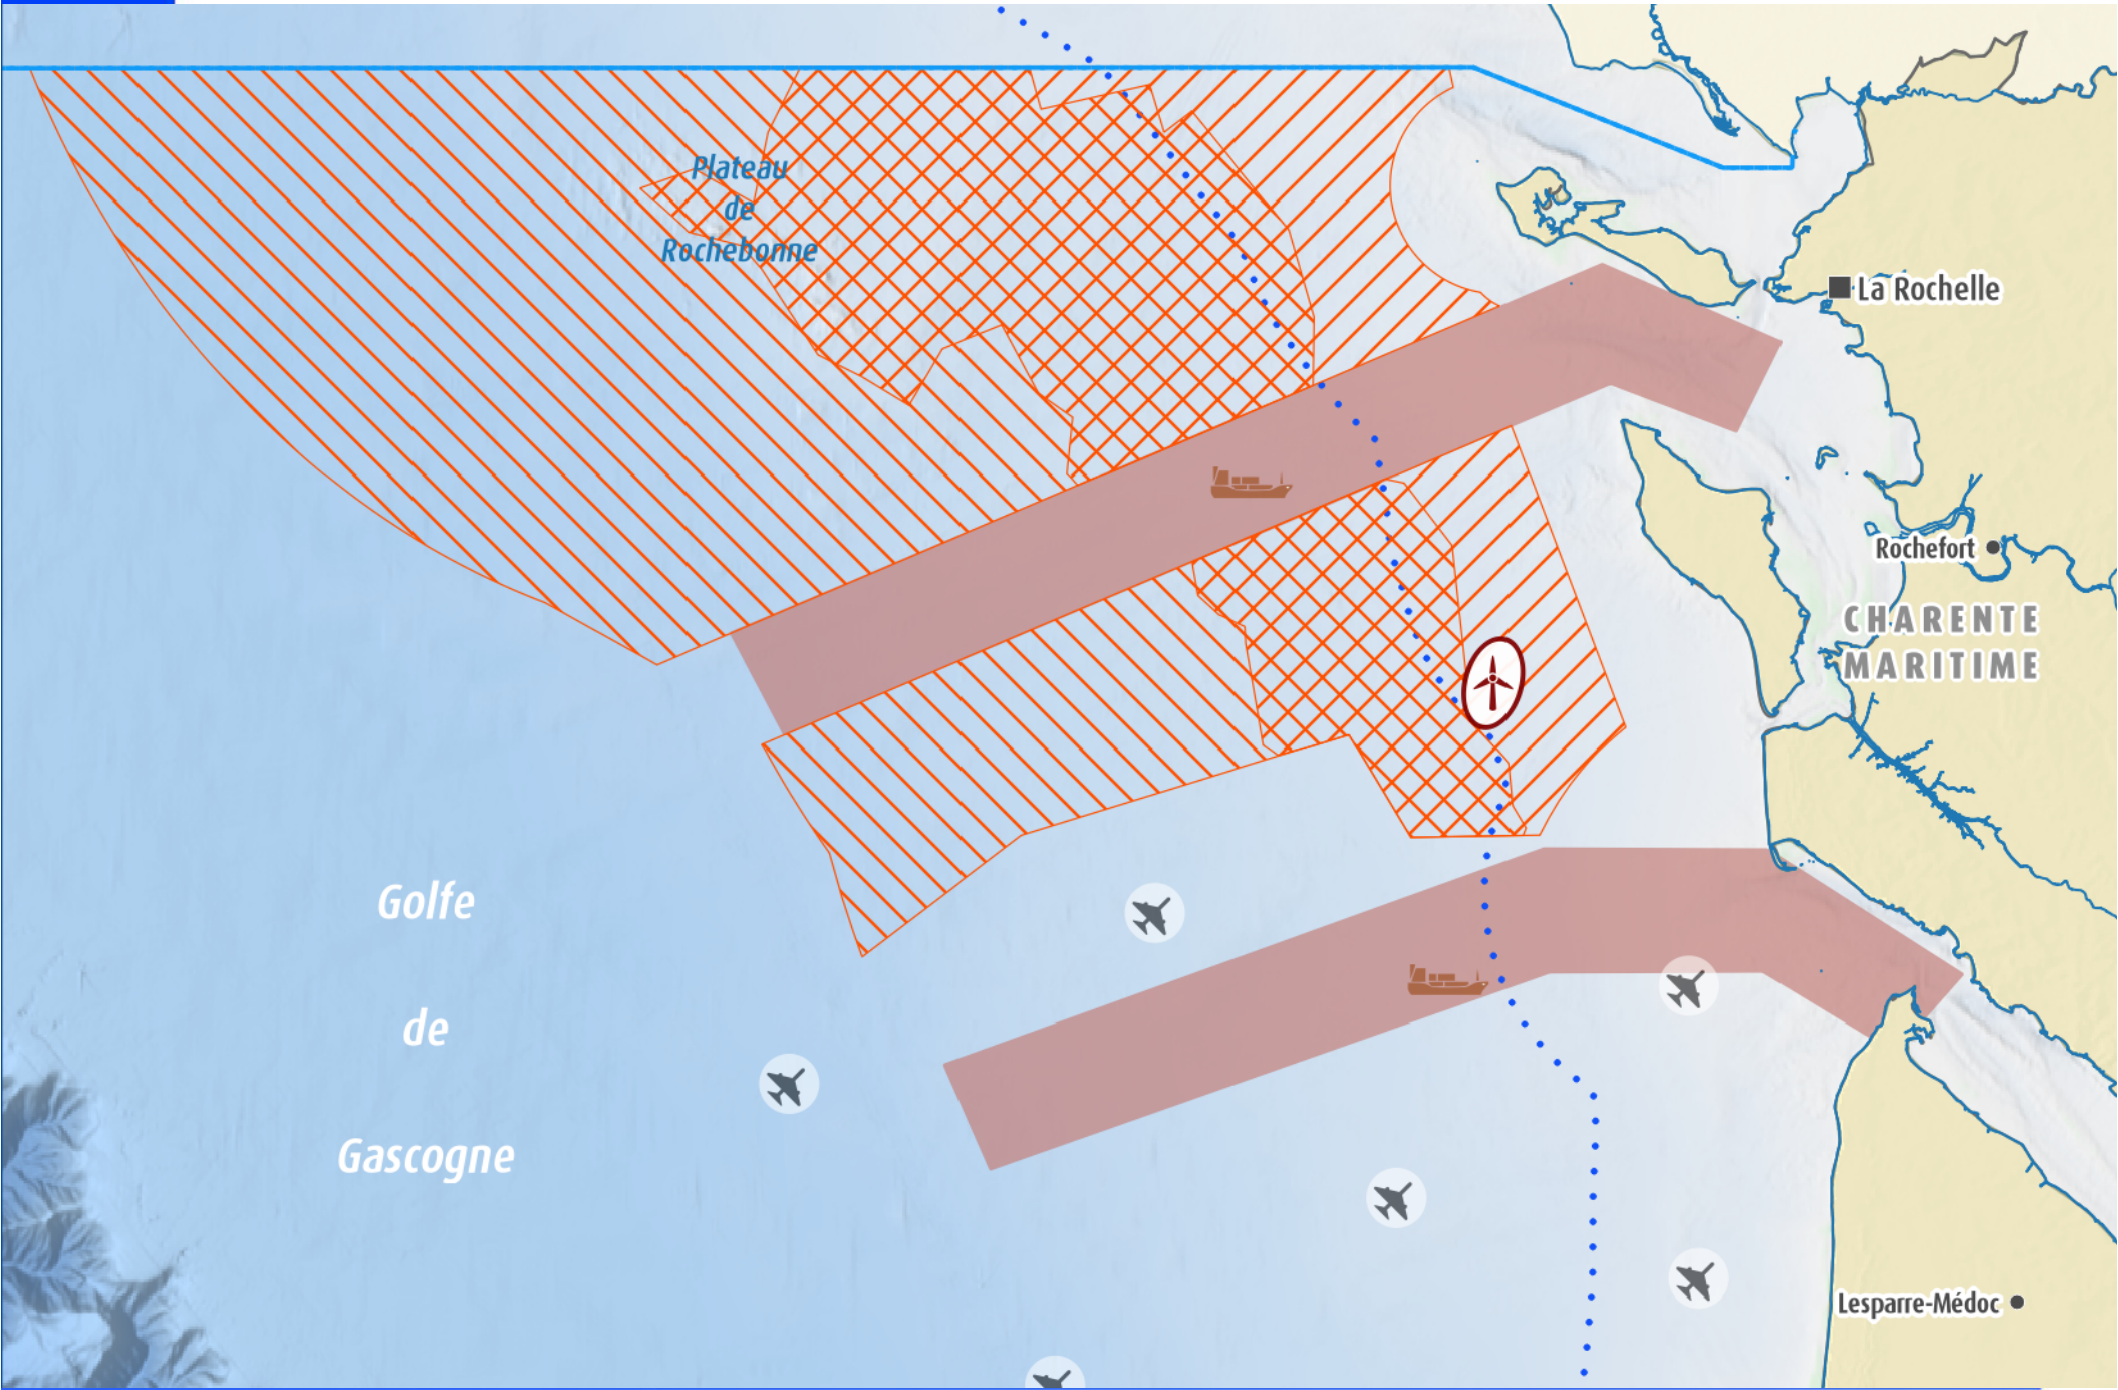 Plateau
de
Rochebonne
La Rochelle
Rochefort
CHARENTE
MARITIME
Golfe
de
Gascogne
Lesparre-Médoc